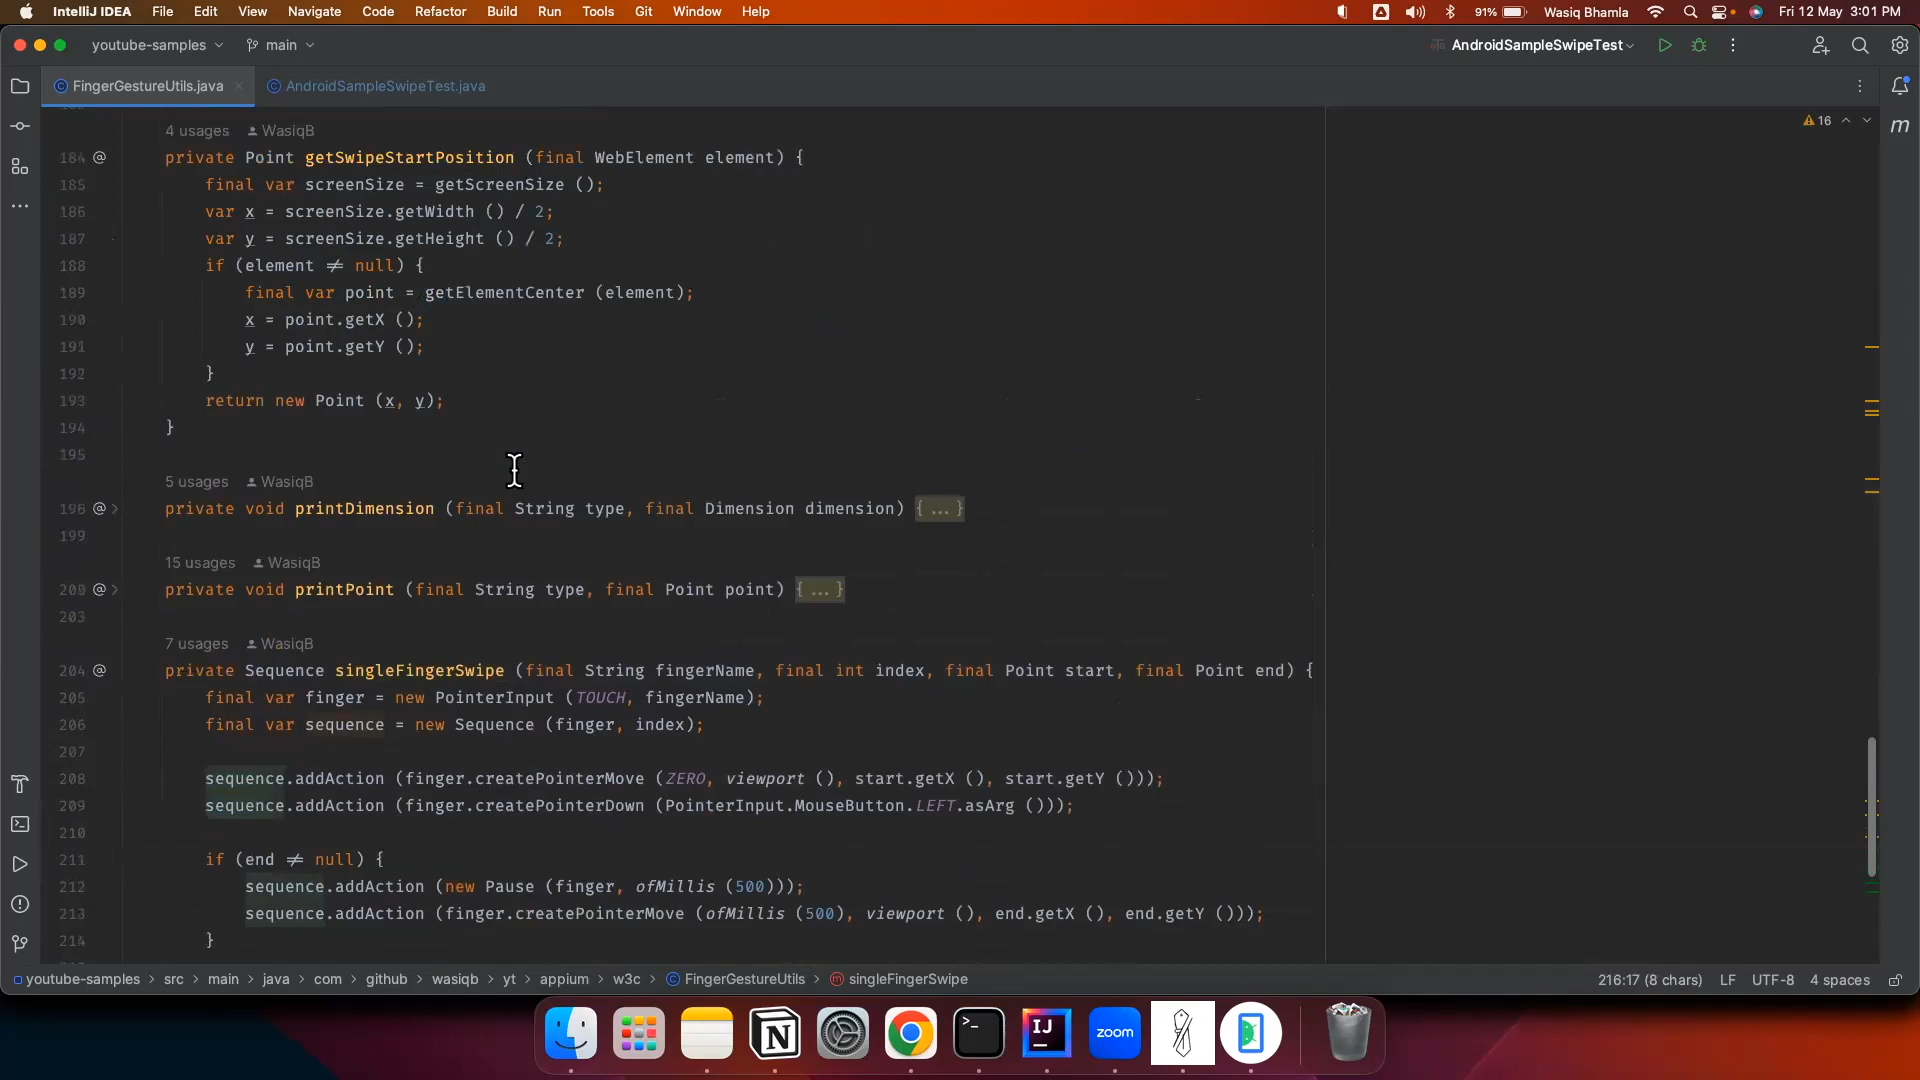 IntelliJ IDEA File Edit View Navigate Code Refactor Build Run Tools Git Window Help 91% Wasiq Bhamla Fri 12 May 3:01 PM
youtube-samples main AndroidSampleSwipeTest
FingerGestureUtils.java AndroidSampleSwipeTest.java
16
4 usages WasiqB
184 @ private Point getSwipeStartPosition (final WebElement element) {
185 final var screenSize = getScreenSize ();
186 var x = screenSize.getWidth () / 2;
187 var y = screenSize.getHeight () / 2;
188 if (element ≠ null) {
189 final var point = getElementCenter (element);
190 x = point.getX ();
191 y = point.getY ();
192 }
193 return new Point (x, y);
194 }
195
5 usages WasiqB
196 @ private void printDimension (final String type, final Dimension dimension) {...}
199
15 usages WasiqB
200 @ private void printPoint (final String type, final Point point) {...}
203
7 usages WasiqB
204 @ private Sequence singleFingerSwipe (final String fingerName, final int index, final Point start, final Point end) {
205 final var finger = new PointerInput (TOUCH, fingerName);
206 final var sequence = new Sequence (finger, index);
207
208 sequence.addAction (finger.createPointerMove (ZERO, viewport (), start.getX (), start.getY ()));
209 sequence.addAction (finger.createPointerDown (PointerInput.MouseButton.LEFT.asArg ()));
210
211 if (end ≠ null) {
212 sequence.addAction (new Pause (finger, ofMillis (500)));
213 sequence.addAction (finger.createPointerMove (ofMillis (500), viewport (), end.getX (), end.getY ()));
214 }
youtube-samples > src > main > java > com > github > wasiqb > yt > appium > w3c > FingerGestureUtils > singleFingerSwipe 216:17 (8 chars) LF UTF-8 4 spaces
IJ zoom